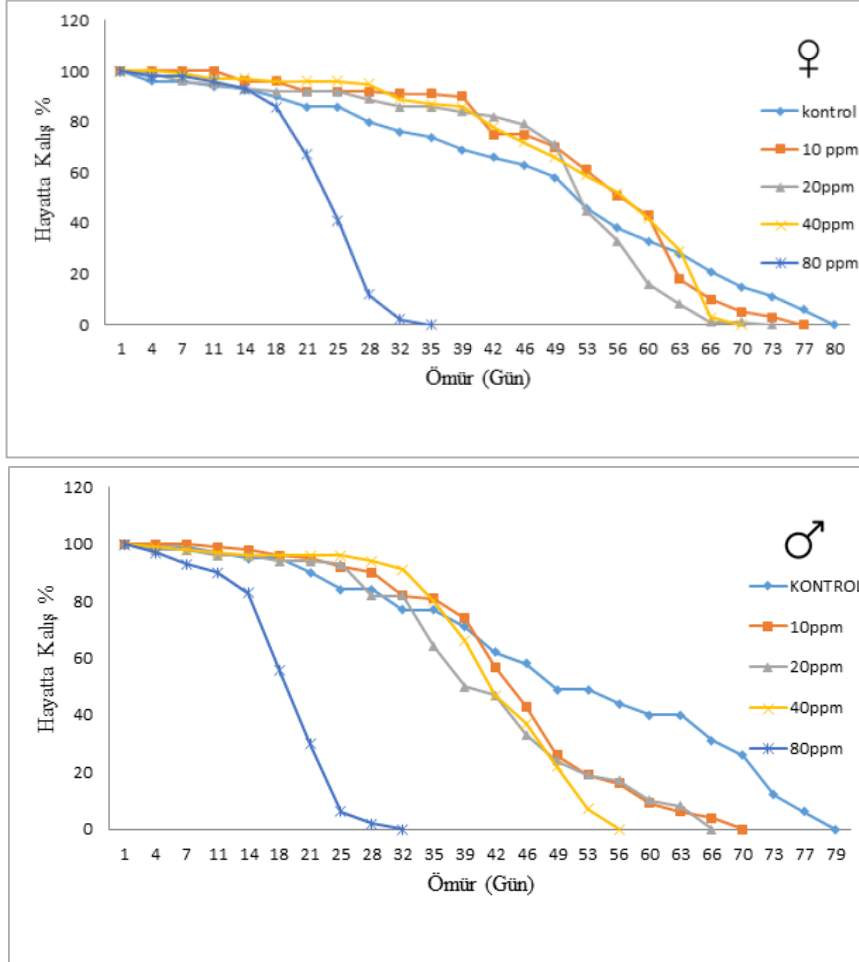 120
100
80
60
40
20
0
Hayatta Kalış %
1 4 7 11 14 18 21 25 28 32 35 39 42 46 49 53 56 60 63 66 70 73 77 80
Ömür (Gün)
♀
kontrol
10 ppm
20ppm
40ppm
80 ppm
120
100
80
60
40
20
0
Hayatta Kalış %
1 4 7 11 14 18 21 25 28 32 35 39 42 46 49 53 56 60 63 66 70 73 77 79
Ömür (Gün)
♂
KONTROL
10ppm
20ppm
40ppm
80ppm